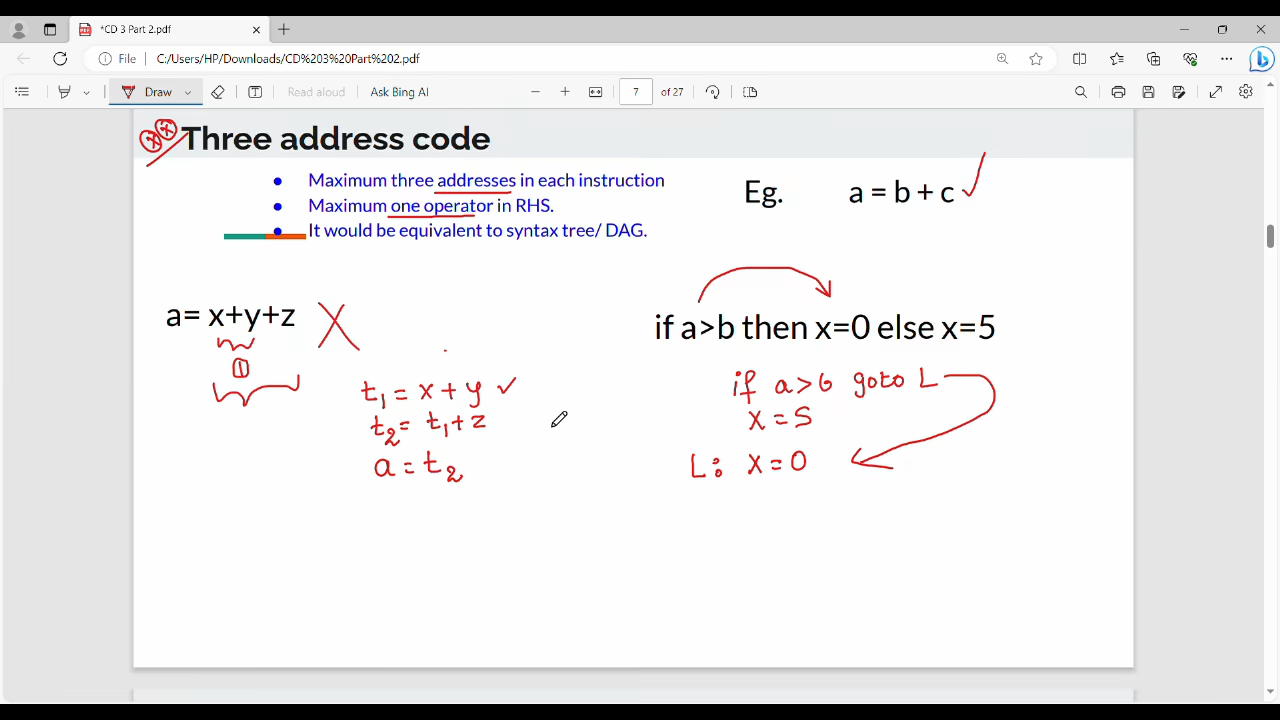 *CD 3 Part 2.pdf
File C:/Users/HP/Downloads/CD%203%20Part%202.pdf
Draw Read aloud Ask Bing AI 7 of 27
Three address code
• Maximum three addresses in each instruction
• Maximum one operator in RHS.
• It would be equivalent to syntax tree/ DAG.
Eg. a = b + c
a= x+y+z
1
t1 = x + y
t2 = t1 + z
a = t2
if a>b then x=0 else x=5
if a>b goto L
x = 5
L: x = 0